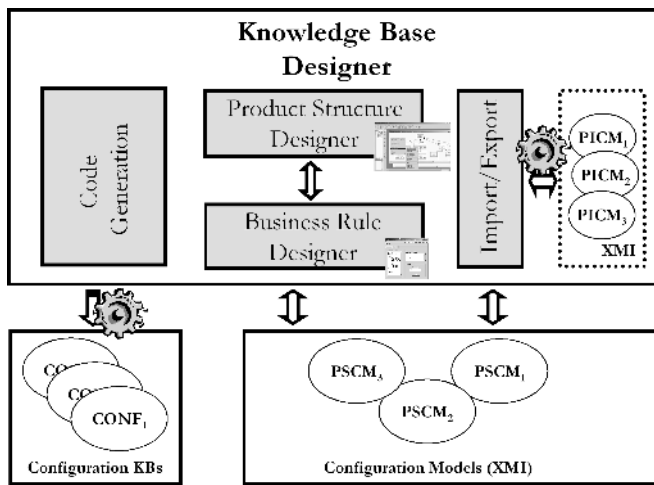 Knowledge Base
Designer
Code
Generation
Product Structure
Designer
Business Rule
Designer
Import/Export
PICM₁
PICM₂
PICM₃
XMI
CONF₁
Configuration KBs
PSCM₃
PSCM₁
PSCM₂
Configuration Models (XMI)